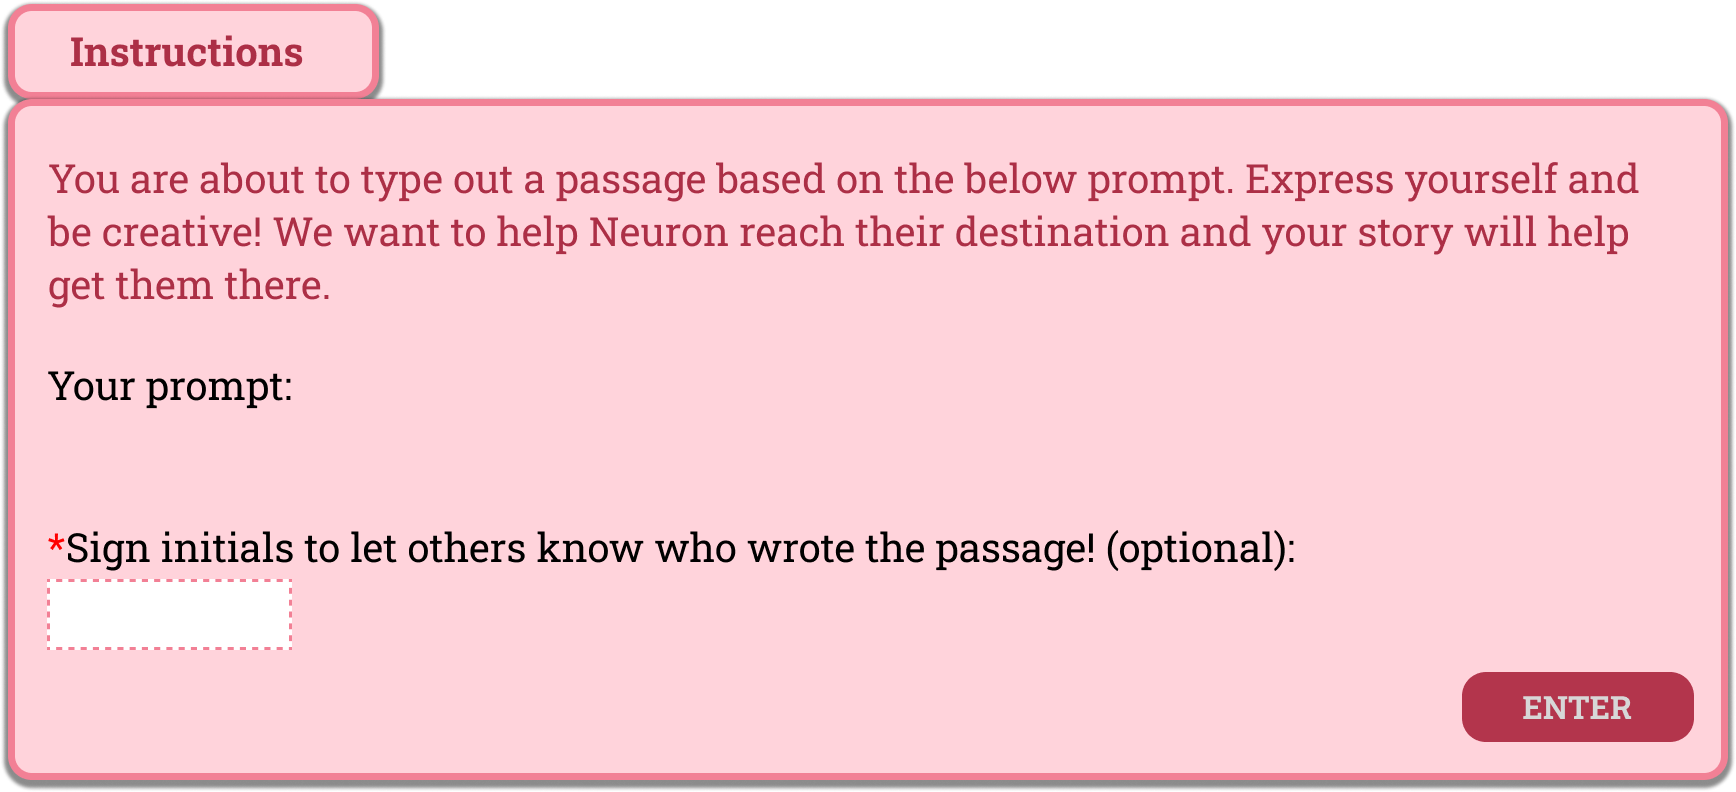 Instructions
You are about to type out a passage based on the below prompt. Express yourself and
be creative! We want to help Neuron reach their destination and your story will help
get them there.
Your prompt:
*Sign initials to let others know who wrote the passage! (optional):
ENTER